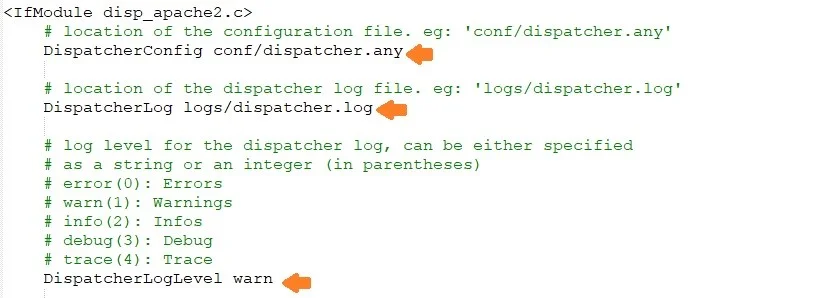 <IfModule disp_apache2.c>
# location of the configuration file. eg: 'conf/dispatcher.any'
DispatcherConfig conf/dispatcher.any
# location of the dispatcher log file. eg: 'logs/dispatcher.log'
DispatcherLog logs/dispatcher.log
# log level for the dispatcher log, can be either specified
# as a string or an integer (in parentheses)
# error(0): Errors
# warn(1): Warnings
# info(2): Infos
# debug(3): Debug
# trace(4): Trace
DispatcherLogLevel warn